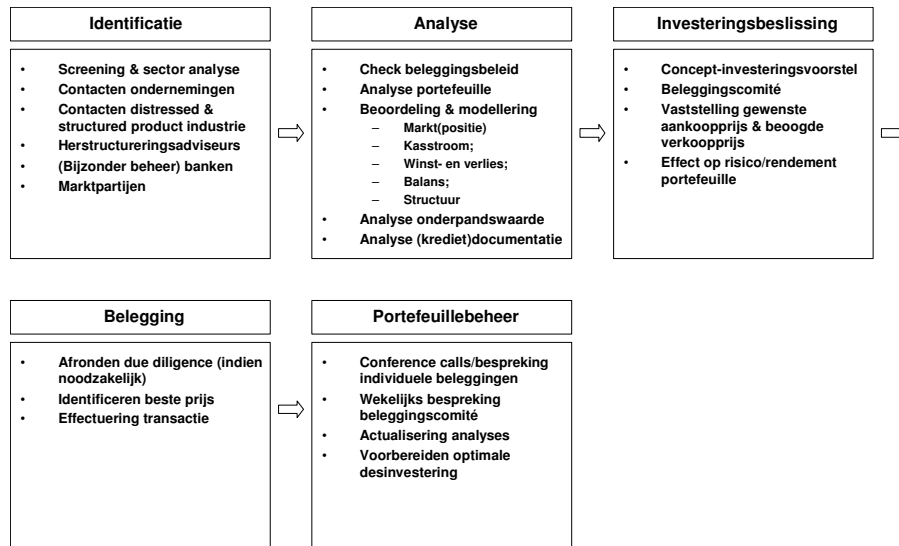 Identificatie
• Screening & sector analyse
• Contacten ondernemingen
• Contacten distressed &
structured product industrie
• Herstructureringsadviseurs
• (Bijzonder beheer) banken
• Marktpartijen
Analyse
• Check beleggingsbeleid
• Analyse portefeuille
• Beoordeling & modellering
– Markt(positie)
– Kasstroom;
– Winst- en verlies;
– Balans;
– Structuur
• Analyse onderpandswaarde
• Analyse (krediet)documentatie
Investeringsbeslissing
• Concept-investeringsvoorstel
• Beleggingscomité
• Vaststelling gewenste
aankoopprijs & beoogde
verkoopprijs
• Effect op risico/rendement
portefeuille
Belegging
• Afronden due diligence (indien
noodzakelijk)
• Identificeren beste prijs
• Effectuering transactie
Portefeuillebeheer
• Conference calls/bespreking
individuele beleggingen
• Wekelijks bespreking
beleggingscomité
• Actualisering analyses
• Voorbereiden optimale
desinvestering